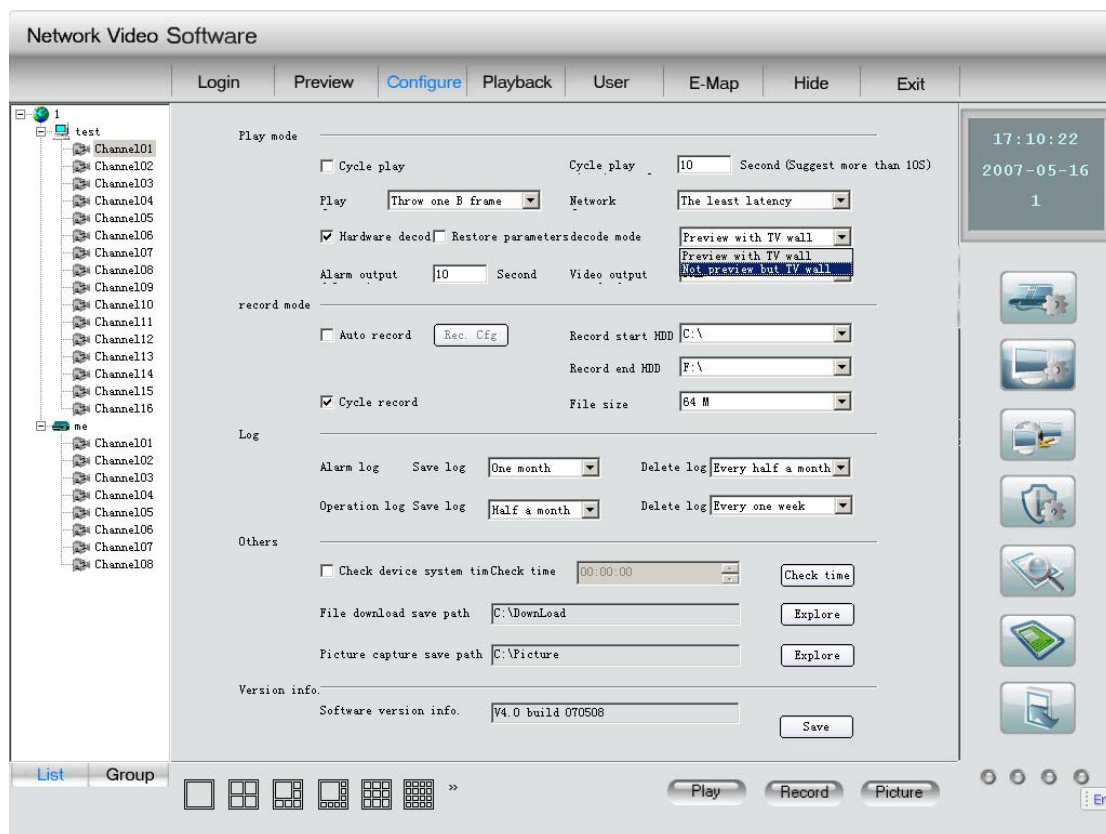 Network Video Software
Login Preview Configure Playback User E-Map Hide Exit
1
test
Channel01
Channel02
Channel03
Channel04
Channel05
Channel06
Channel07
Channel08
Channel09
Channel10
Channel11
Channel12
Channel13
Channel14
Channel15
Channel16
me
Channel01
Channel02
Channel03
Channel04
Channel05
Channel06
Channel07
Channel08
List Group
Play mode
Cycle play Cycle play 10 Second (Suggest more than 10S)
Play Throw one B frame Network The least latency
Hardware decod Restore parameters decode mode Preview with TV wall
Preview with TV wall
Not preview but TV wall
Alarm output 10 Second Video output
record mode
Auto record Rec. Cfg Record start HDD C:\
Record end HDD F:\
Cycle record File size 64 M
Log
Alarm log Save log One month Delete log Every half a month
Operation log Save log Half a month Delete log Every one week
Others
Check device system tim Check time 00:00:00 Check time
File download save path C:\DownLoad Explore
Picture capture save path C:\Picture Explore
Version info.
Software version info. V4.0 build 070508
Save
» Play Record Picture
17:10:22
2007-05-16
1